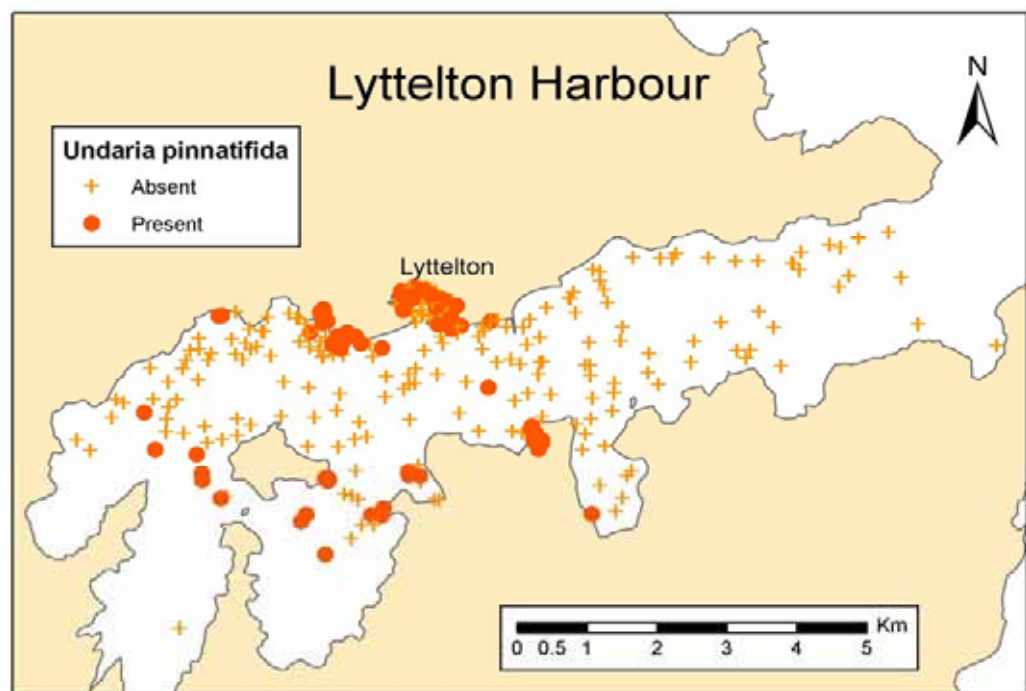 Lyttelton Harbour
N
Undaria pinnatifida
Absent
Present
Lyttelton
Km
0 0.5 1 2 3 4 5